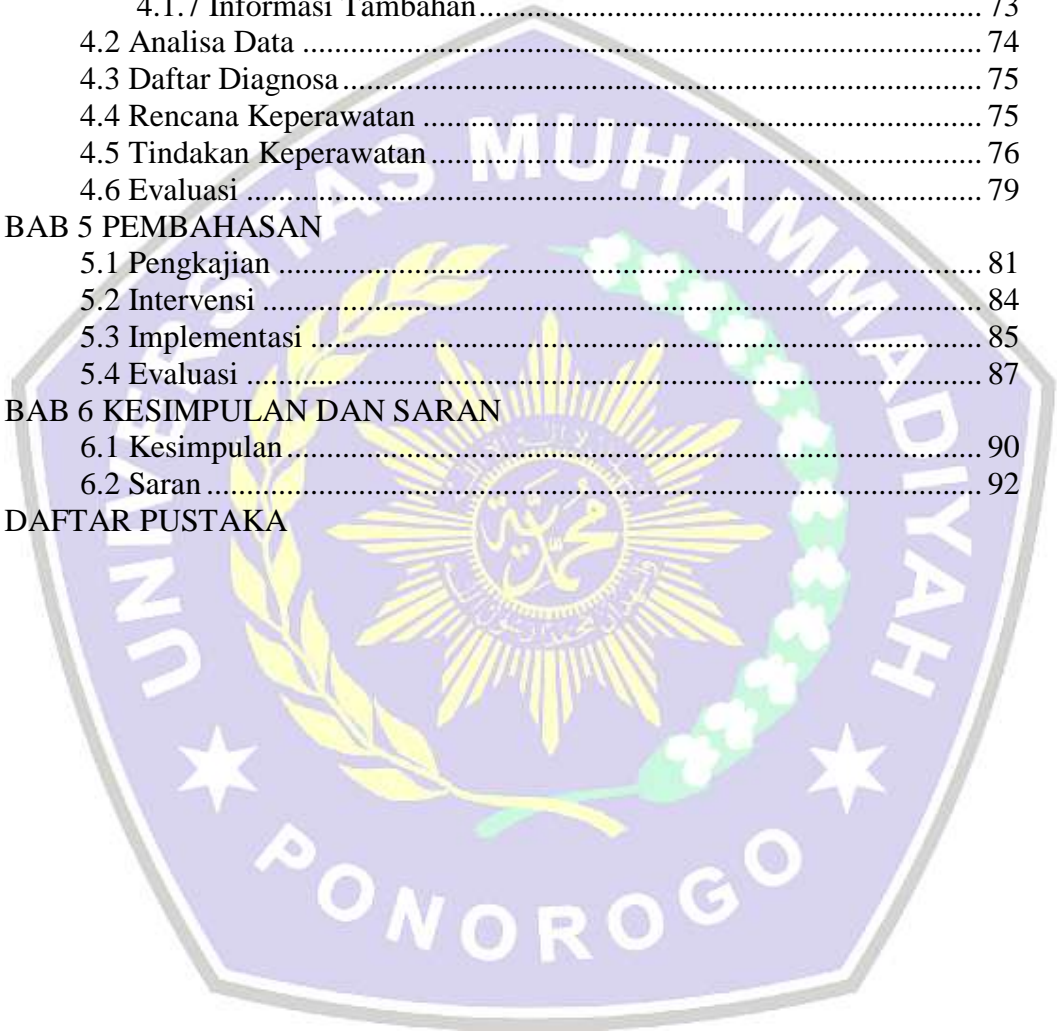 4.1.7 Informasi Tambahan................................................................ 73
4.2 Analisa Data ...................................................................................... 74
4.3 Daftar Diagnosa ................................................................................. 75
4.4 Rencana Keperawatan ....................................................................... 75
4.5 Tindakan Keperawatan ...................................................................... 76
4.6 Evaluasi ............................................................................................. 79
BAB 5 PEMBAHASAN
5.1 Pengkajian ......................................................................................... 81
5.2 Intervensi ........................................................................................... 84
5.3 Implementasi ..................................................................................... 85
5.4 Evaluasi ............................................................................................. 87
BAB 6 KESIMPULAN DAN SARAN
6.1 Kesimpulan ........................................................................................ 90
6.2 Saran .................................................................................................. 92
DAFTAR PUSTAKA
UNIVERSITAS MUHAMMADIYAH
PONOROGO
محمد